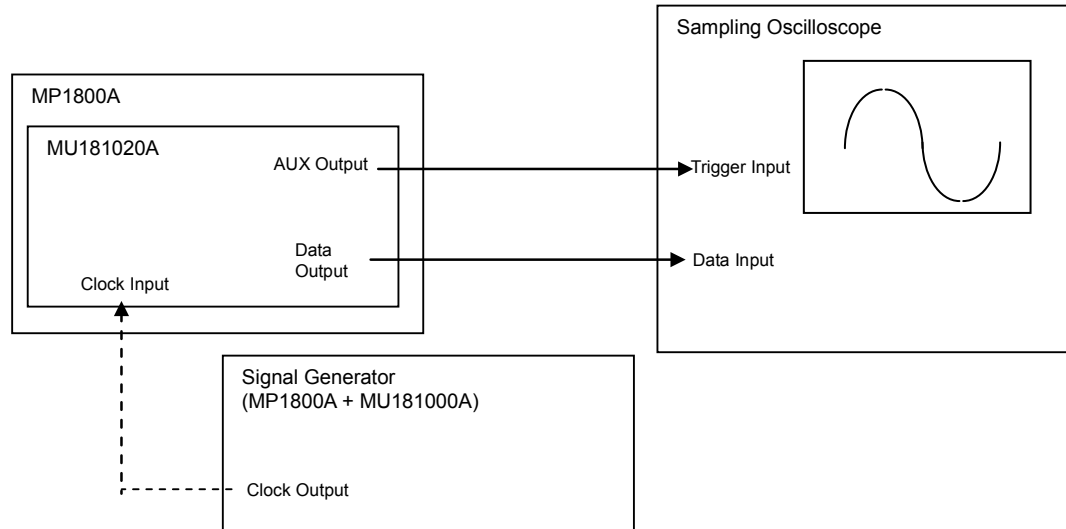 Sampling Oscilloscope
MP1800A
MU181020A
AUX Output
Trigger Input
Data
Output
Data Input
Clock Input
Signal Generator
(MP1800A + MU181000A)
Clock Output